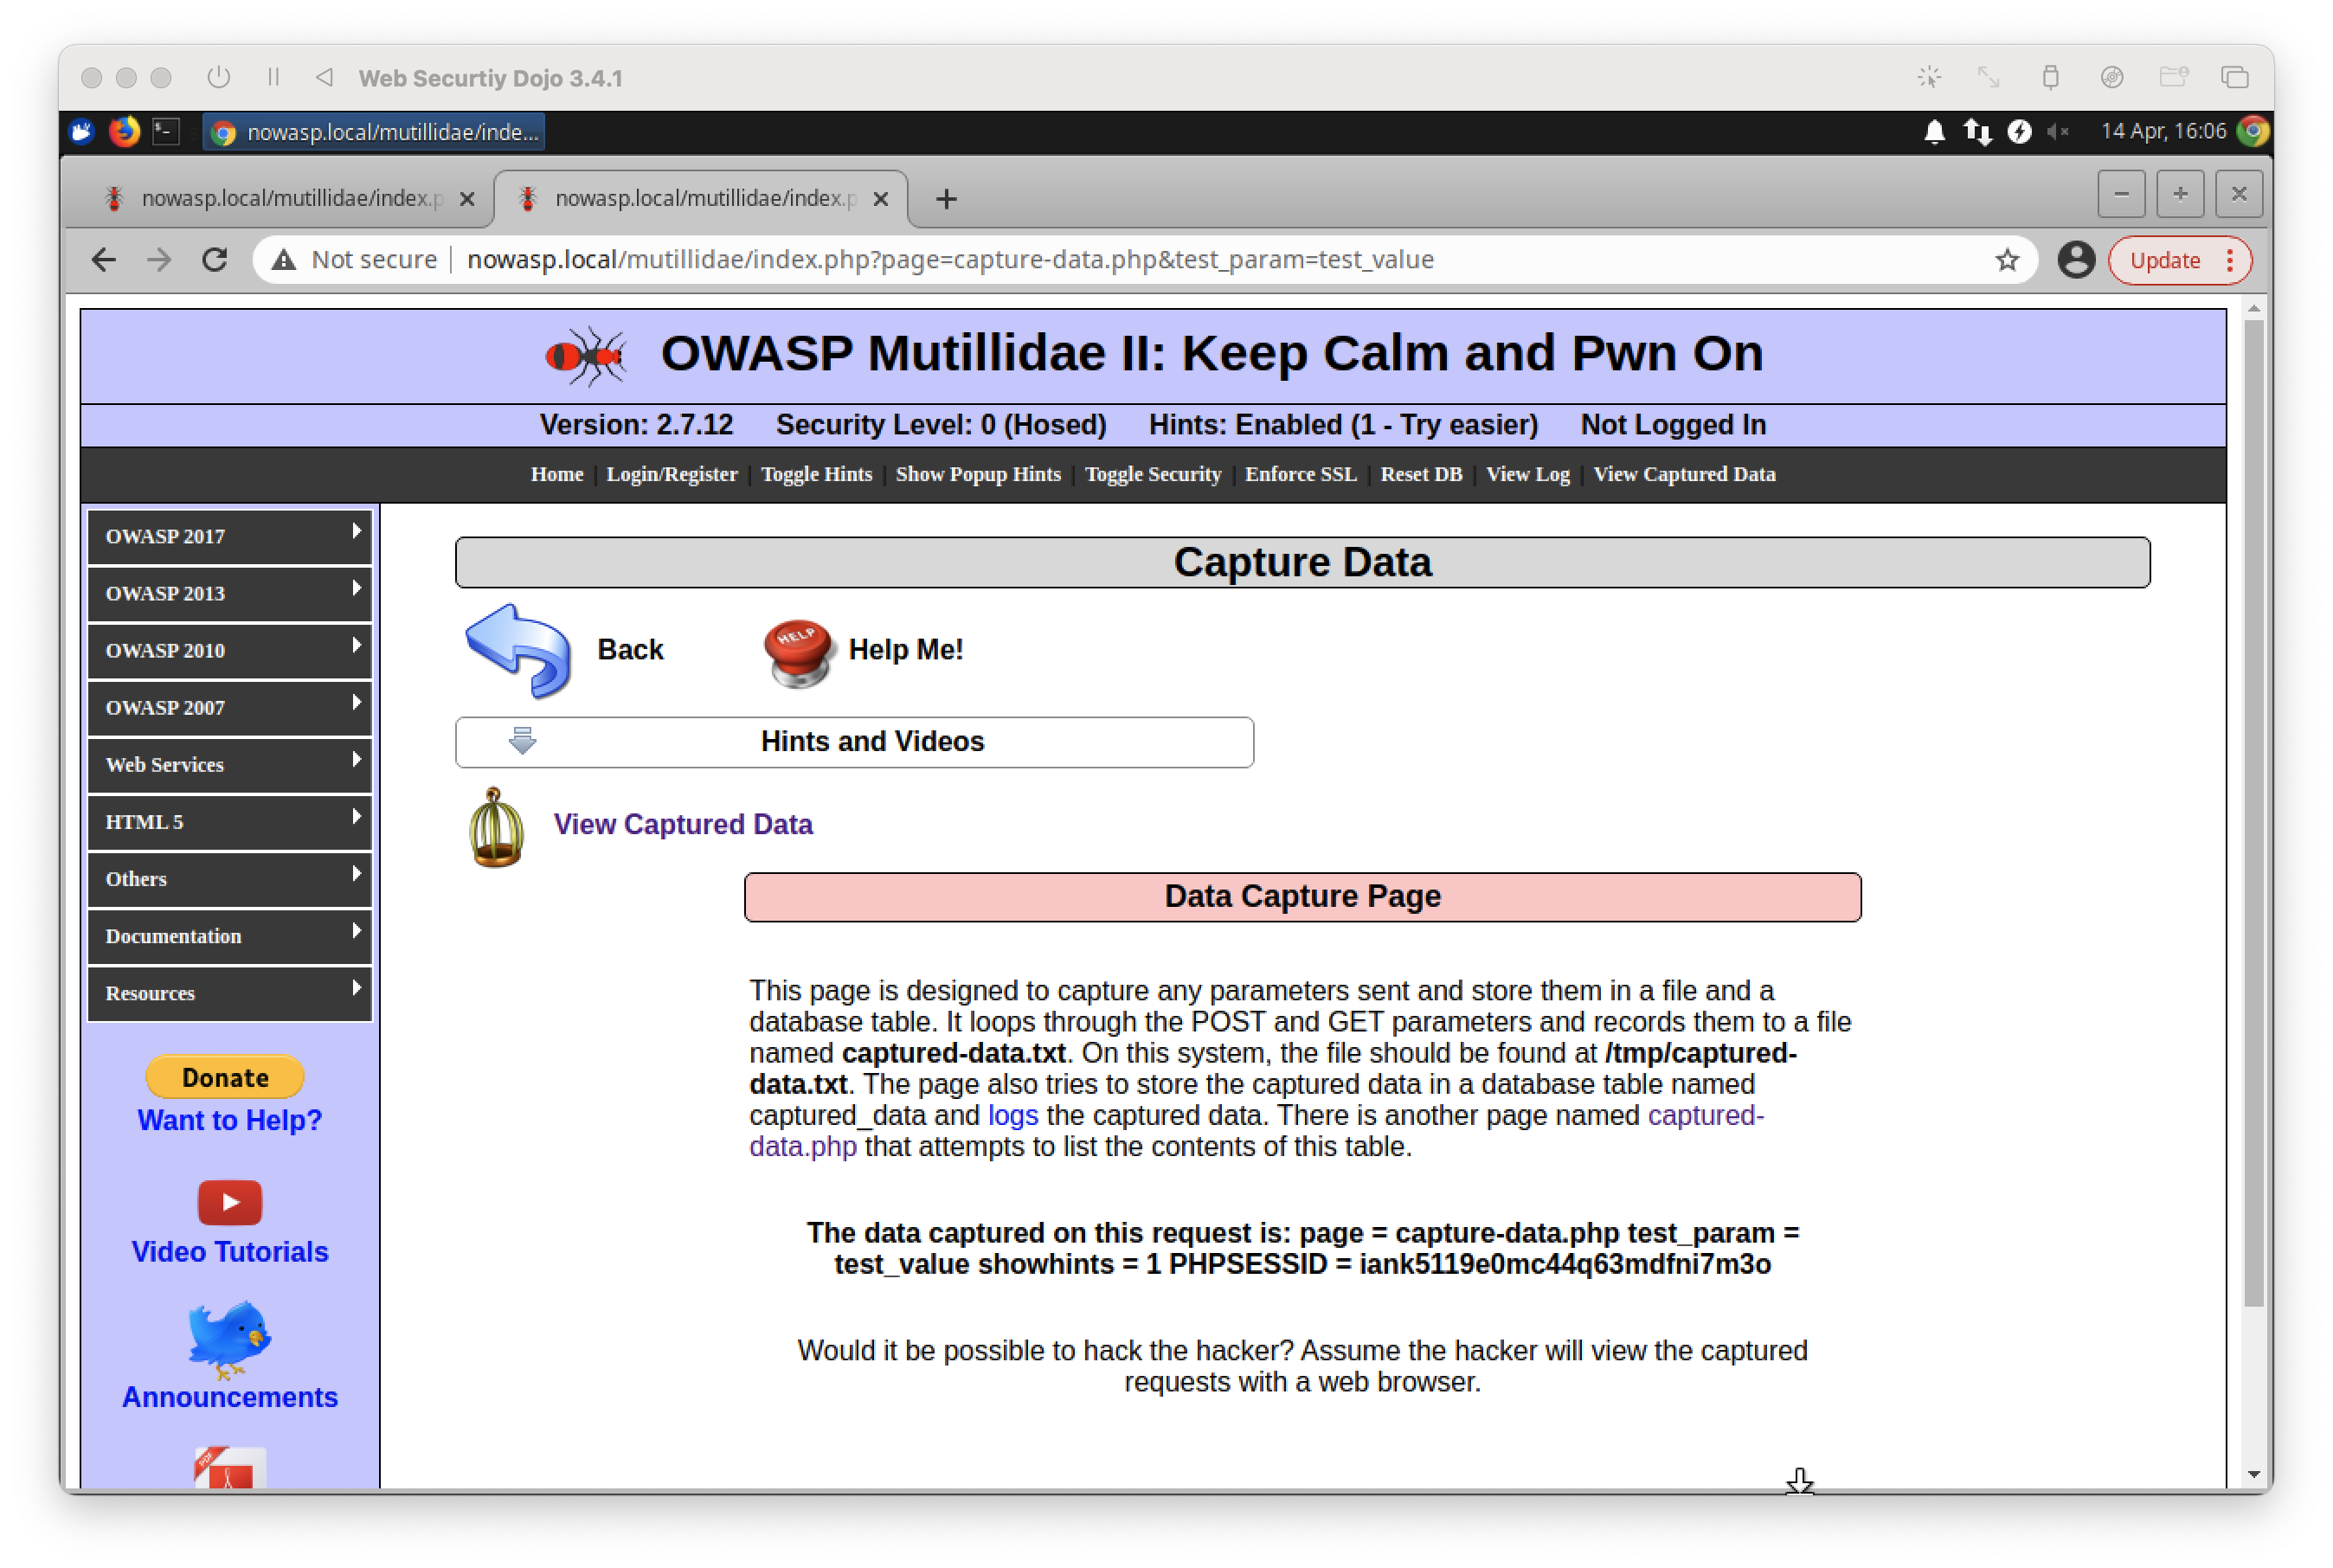 Web Securtiy Dojo 3.4.1
nowasp.local/mutillidae/inde...
14 Apr, 16:06
nowasp.local/mutillidae/index.p
nowasp.local/mutillidae/index.p
Not secure
nowasp.local/mutillidae/index.php?page=capture-data.php&test_param=test_value
Update
OWASP Mutillidae II: Keep Calm and Pwn On
Version: 2.7.12 Security Level: 0 (Hosed) Hints: Enabled (1 - Try easier) Not Logged In
Home | Login/Register | Toggle Hints | Show Popup Hints | Toggle Security | Enforce SSL | Reset DB | View Log | View Captured Data
OWASP 2017
OWASP 2013
OWASP 2010
OWASP 2007
Web Services
HTML 5
Others
Documentation
Resources
Donate
Want to Help?
Video Tutorials
Announcements
PDF
Capture Data
Back
HELP
Help Me!
Hints and Videos
View Captured Data
Data Capture Page
This page is designed to capture any parameters sent and store them in a file and a
database table. It loops through the POST and GET parameters and records them to a file
named captured-data.txt. On this system, the file should be found at /tmp/captured-
data.txt. The page also tries to store the captured data in a database table named
captured_data and logs the captured data. There is another page named captured-
data.php that attempts to list the contents of this table.
The data captured on this request is: page = capture-data.php test_param =
test_value showhints = 1 PHPSESSID = iank5119e0mc44q63mdfni7m3o
Would it be possible to hack the hacker? Assume the hacker will view the captured
requests with a web browser.